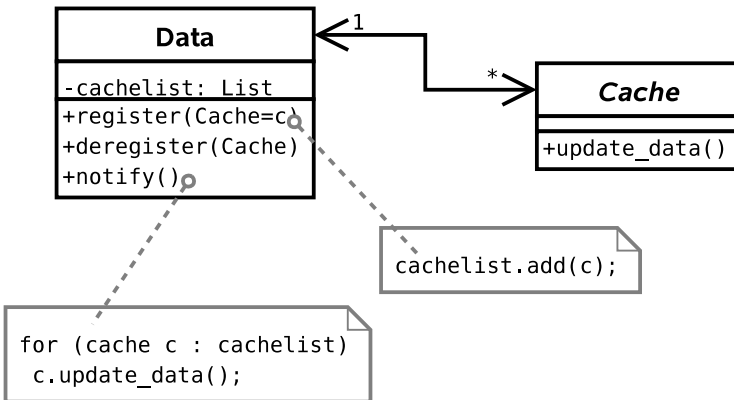 Data
-cachelist: List
+register(Cache=c)
+deregister(Cache)
+notify()
1
*
Cache
+update_data()
cachelist.add(c);
for (cache c : cachelist)
c.update_data();